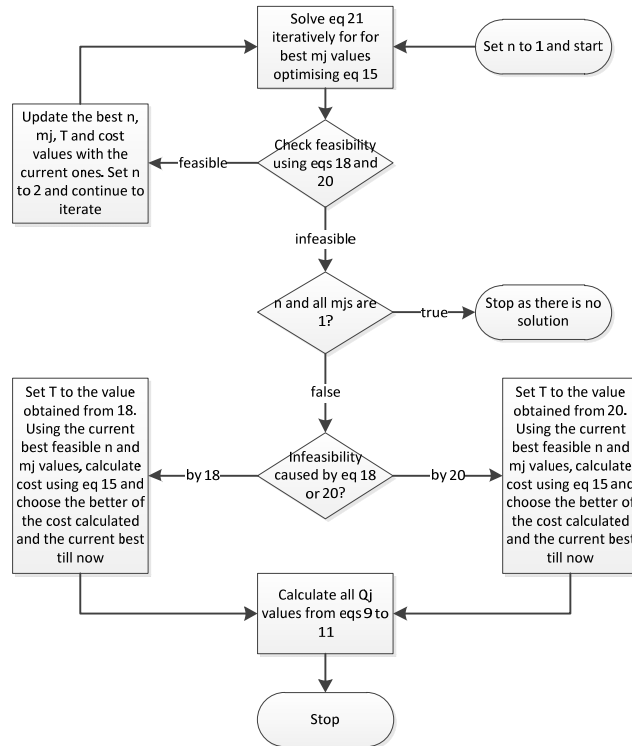 Solve eq 21
iteratively for for
best mj values
optimising eq 15
Set n to 1 and start
Update the best n,
mj, T and cost
values with the
current ones. Set n
to 2 and continue to
iterate
feasible
Check feasibility
using eqs 18 and
20
infeasible
n and all mjs are
1?
true
Stop as there is no
solution
false
Set T to the value
obtained from 18.
Using the current
best feasible n and
mj values, calculate
cost using eq 15 and
choose the better of
the cost calculated
and the current best
till now
by 18
Infeasibility
caused by eq 18
or 20?
by 20
Set T to the value
obtained from 20.
Using the current
best feasible n and
mj values, calculate
cost using eq 15 and
choose the better of
the cost calculated
and the current best
till now
Calculate all Qj
values from eqs 9 to
11
Stop